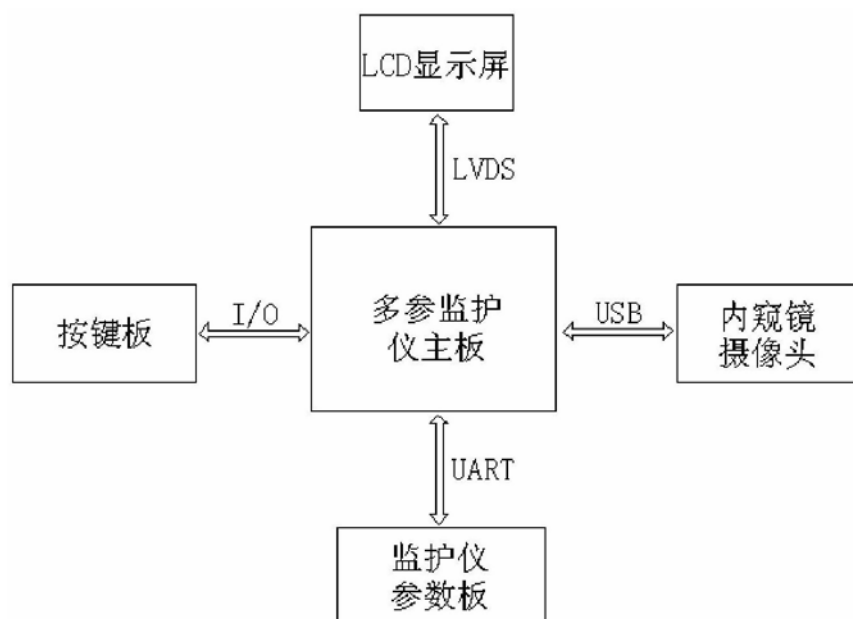 LCD显示屏
LVDS
按键板
I/O
多参监护
仪主板
USB
内窥镜
摄像头
UART
监护仪
参数板